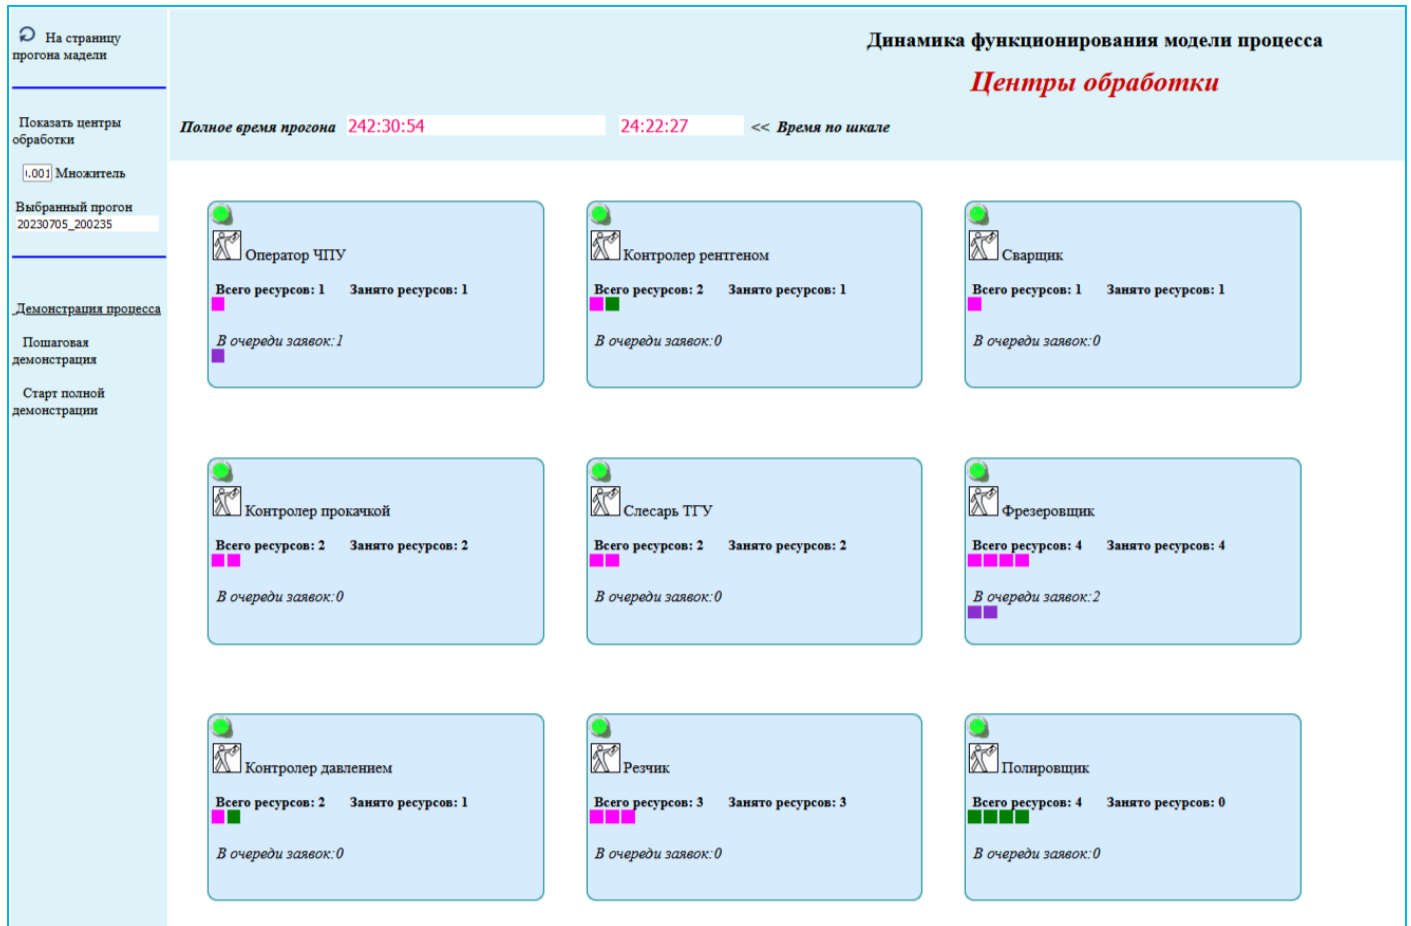 На страницу
прогона мадели
Показать центры
обработки
.001 Множитель
Выбранный прогон
20230705_200235
Демонстрация процесса
Пошаговая
демонстрация
Старт полной
демонстрации
Динамика функционирования модели процесса
Центры обработки
Полное время прогона 242:30:54 24:22:27 << Время по шкале
Оператор ЧПУ
Всего ресурсов: 1 Занято ресурсов: 1
В очереди заявок:1
Контролер рентгеном
Всего ресурсов: 2 Занято ресурсов: 1
В очереди заявок:0
Сварщик
Всего ресурсов: 1 Занято ресурсов: 1
В очереди заявок:0
Контролер прокачкой
Всего ресурсов: 2 Занято ресурсов: 2
В очереди заявок:0
Слесарь ТГУ
Всего ресурсов: 2 Занято ресурсов: 2
В очереди заявок:0
Фрезеровщик
Всего ресурсов: 4 Занято ресурсов: 4
В очереди заявок:2
Контролер давлением
Всего ресурсов: 2 Занято ресурсов: 1
В очереди заявок:0
Резчик
Всего ресурсов: 3 Занято ресурсов: 3
В очереди заявок:0
Полировщик
Всего ресурсов: 4 Занято ресурсов: 0
В очереди заявок:0